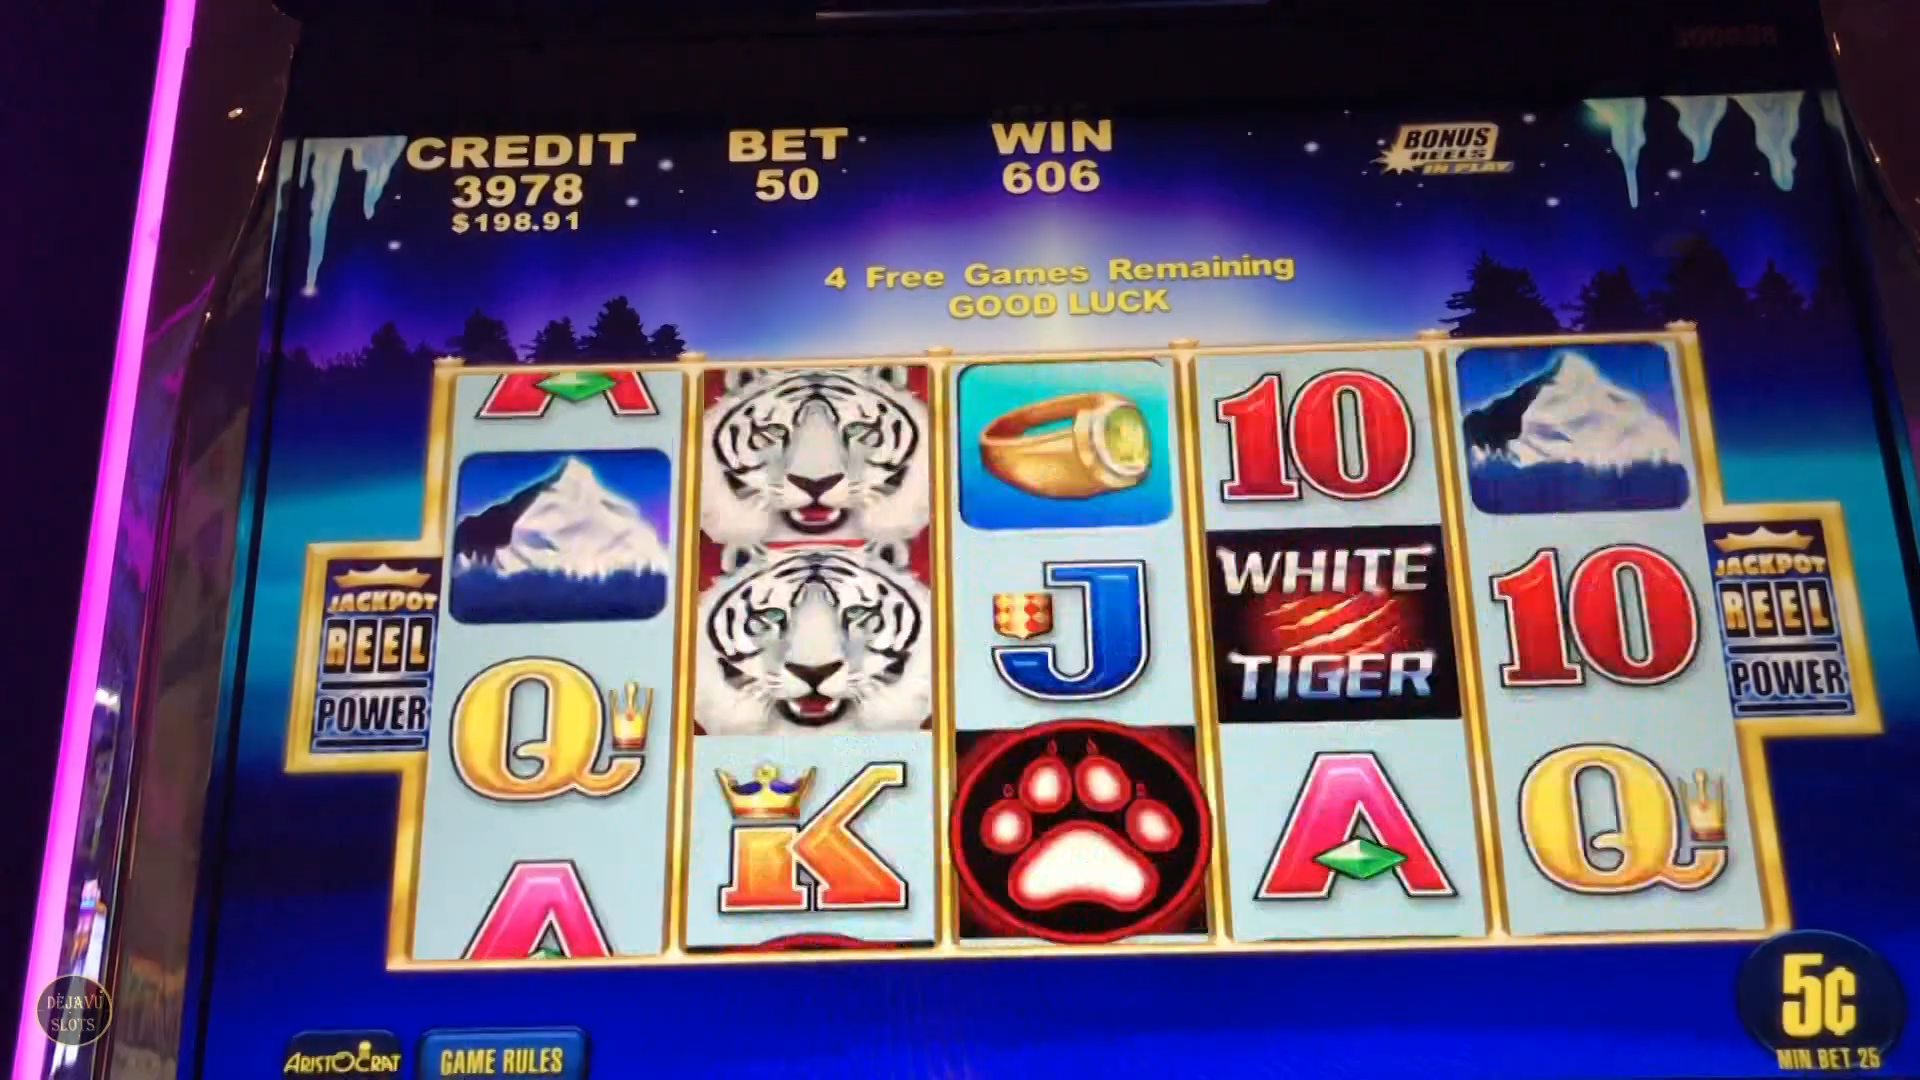 CREDIT
3978
$198.91
BET
50
WIN
606
BONUS
REELS
IN PLAY
4 Free Games Remaining
GOOD LUCK
A
10
J
WHITE
TIGER
10
Q
K
A
Q
A
JACKPOT
REEL
POWER
JACKPOT
REEL
POWER
5¢
MIN BET 25
DÉJAVÚ
SLOTS
ARISTOCRAT
GAME RULES